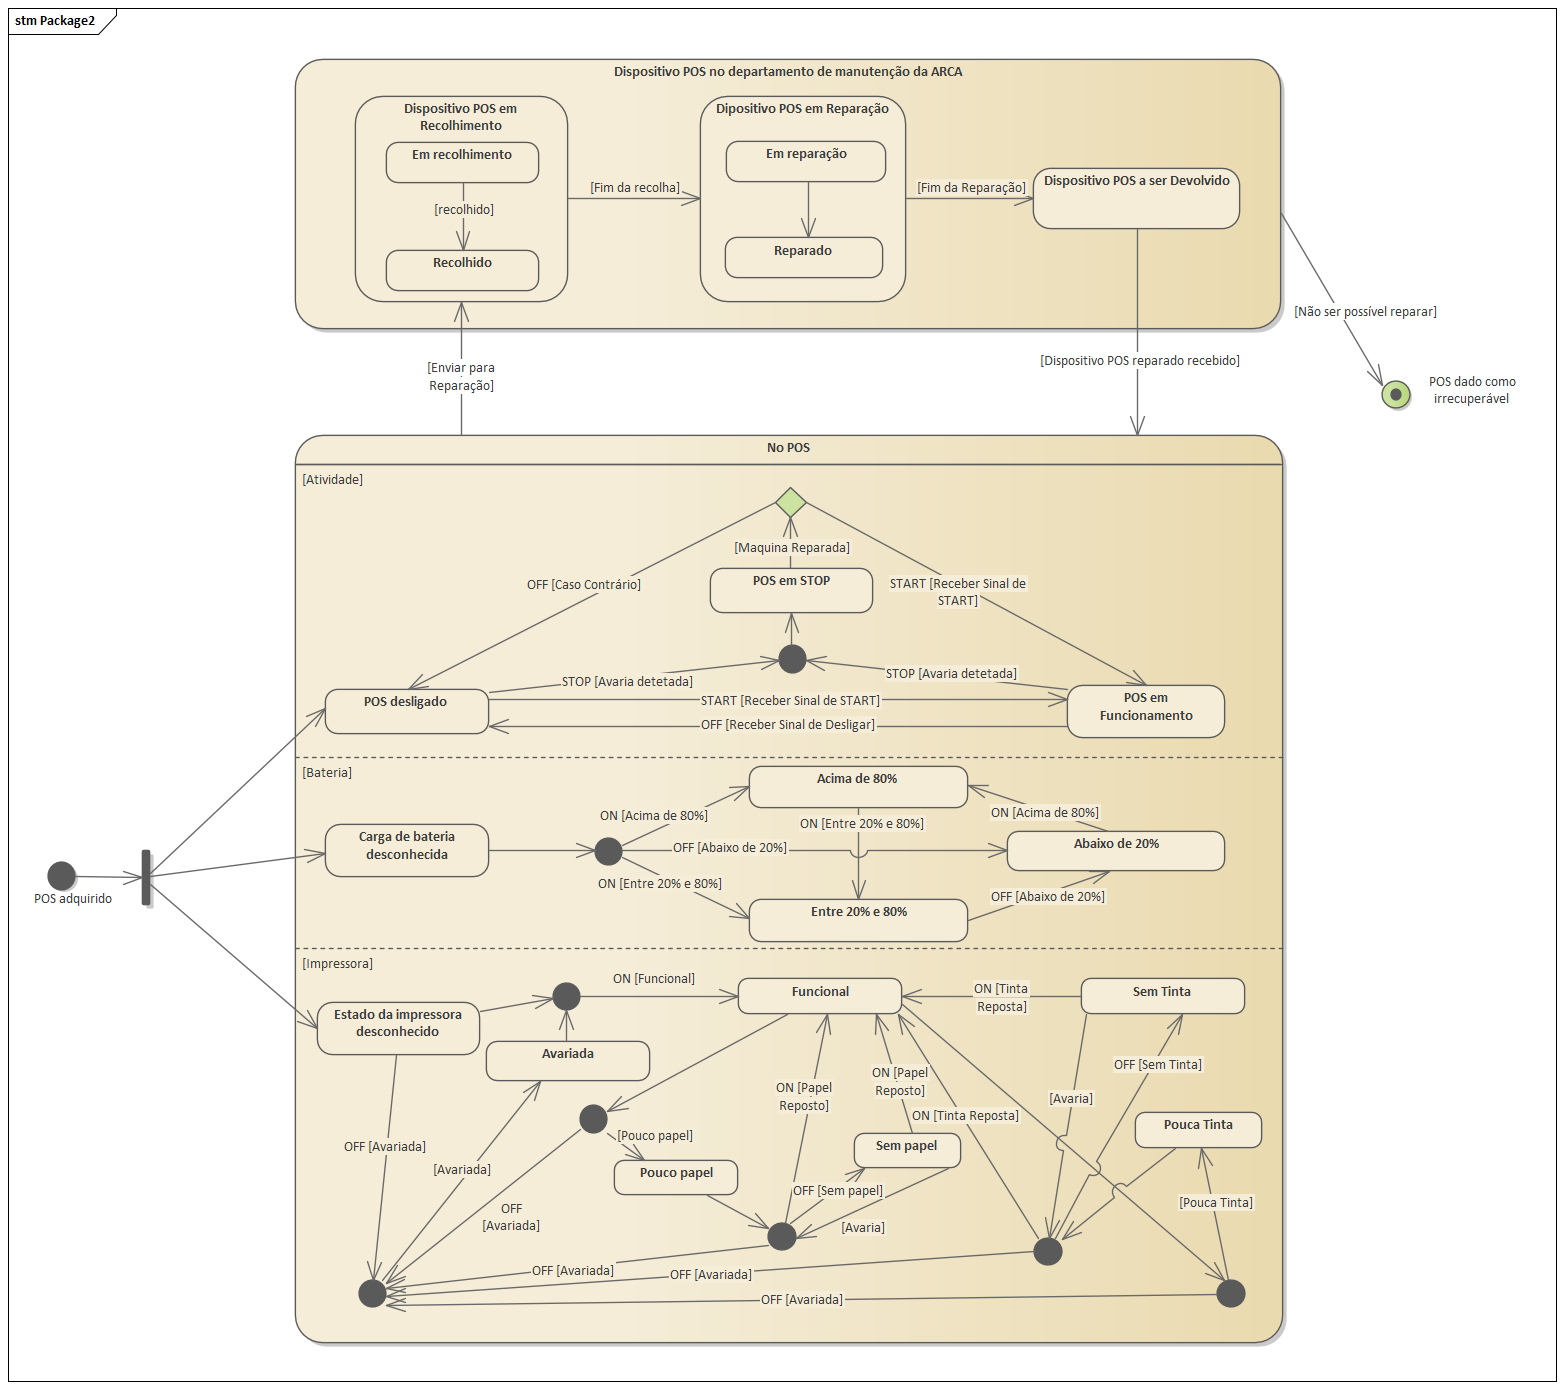 stm Package2
Dispositivo POS no departamento de manutenção da ARCA
Dispositivo POS em
Recolhimento
Em recolhimento
[recolhido]
Recolhido
[Fim da recolha]
Dipositivo POS em Reparação
Em reparação
Reparado
[Fim da Reparação]
Dispositivo POS a ser Devolvido
[Não ser possível reparar]
POS dado como
irrecuperável
[Enviar para
Reparação]
[Dispositivo POS reparado recebido]
No POS
[Atividade]
[Maquina Reparada]
OFF [Caso Contrário]
POS em STOP
START [Receber Sinal de
START]
STOP [Avaria detetada]
STOP [Avaria detetada]
POS desligado
START [Receber Sinal de START]
OFF [Receber Sinal de Desligar]
POS em
Funcionamento
[Bateria]
Acima de 80%
ON [Acima de 80%]
ON [Entre 20% e 80%]
ON [Acima de 80%]
Carga de bateria
desconhecida
OFF [Abaixo de 20%]
Abaixo de 20%
ON [Entre 20% e 80%]
OFF [Abaixo de 20%]
Entre 20% e 80%
POS adquirido
[Impressora]
ON [Funcional]
Funcional
ON [Tinta
Reposta]
Sem Tinta
Estado da impressora
desconhecido
Avariada
ON [Papel
Reposto]
ON [Papel
Reposto]
OFF [Sem Tinta]
[Avaria]
ON [Tinta Reposta]
Pouca Tinta
[Pouco papel]
Sem papel
OFF [Avariada]
[Avariada]
Pouco papel
OFF [Sem papel]
OFF
[Avariada]
[Avaria]
[Pouca Tinta]
OFF [Avariada]
OFF [Avariada]
OFF [Avariada]